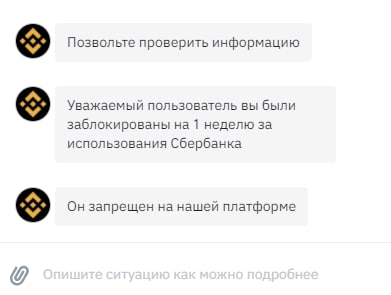 Позвольте проверить информацию
Уважаемый пользователь вы были
заблокированы на 1 неделю за
использования Сбербанка
Он запрещен на нашей платформе
Опишите ситуацию как можно подробнее